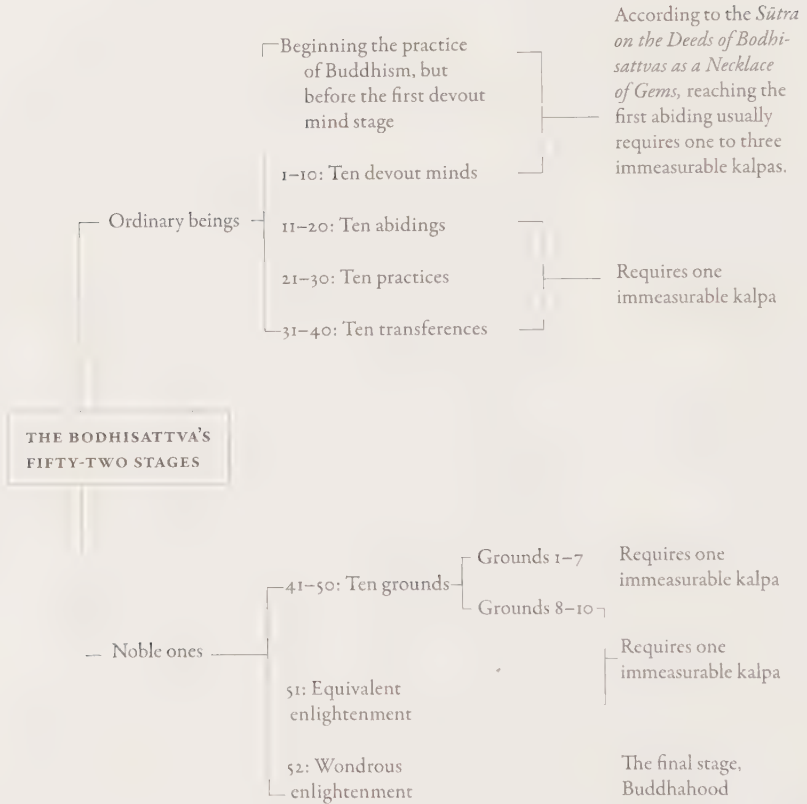 Beginning the practice
of Buddhism, but
before the first devout
mind stage
According to the Sūtra
on the Deeds of Bodhi-
sattvas as a Necklace
of Gems, reaching the
first abiding usually
requires one to three
immeasurable kalpas.
1–10: Ten devout minds
Ordinary beings
11–20: Ten abidings
21–30: Ten practices
Requires one
immeasurable kalpa
31–40: Ten transferences
THE BODHISATTVA'S
FIFTY-TWO STAGES
41–50: Ten grounds
Grounds 1–7
Requires one
immeasurable kalpa
Grounds 8–10
Noble ones
Requires one
immeasurable kalpa
51: Equivalent
enlightenment
52: Wondrous
enlightenment
The final stage,
Buddhahood